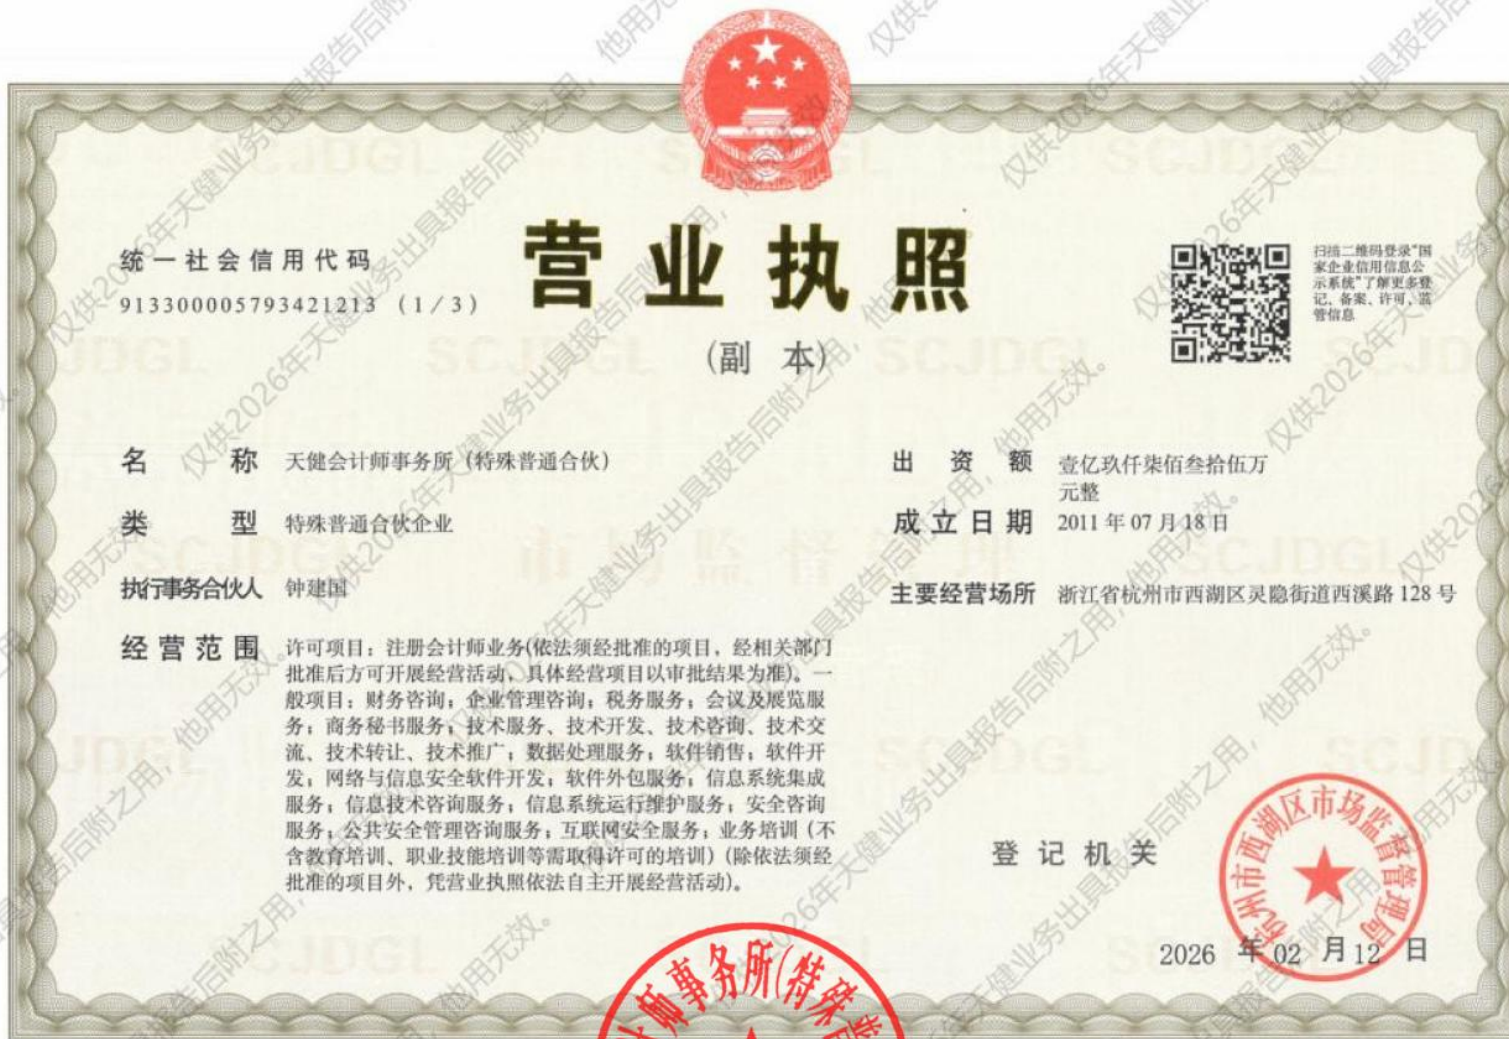 营业执照
(副 本)
统一社会信用代码
913300005793421213 (1/3)
扫描二维码登录"国
家企业信用信息公
示系统"了解更多登
记、备案、许可、监
管信息
名 称 天健会计师事务所（特殊普通合伙）
类 型 特殊普通合伙企业
执行事务合伙人 钟建国
经营范围 许可项目：注册会计师业务(依法须经批准的项目，经相关部门
批准后方可开展经营活动，具体经营项目以审批结果为准)。一
般项目：财务咨询；企业管理咨询；税务服务；会议及展览服
务；商务秘书服务；技术服务、技术开发、技术咨询、技术交
流、技术转让、技术推广；数据处理服务；软件销售；软件开
发；网络与信息安全软件开发；软件外包服务；信息系统集成
服务；信息技术咨询服务；信息系统运行维护服务；安全咨询
服务；公共安全管理咨询服务；互联网安全服务；业务培训（不
含教育培训、职业技能培训等需取得许可的培训）(除依法须经
批准的项目外，凭营业执照依法自主开展经营活动)。
出 资 额 壹亿玖仟柒佰叁拾伍万
元整
成立日期 2011年07月18日
主要经营场所 浙江省杭州市西湖区灵隐街道西溪路128号
登记机关
杭州市西湖区市场监督管理局
2026 年 02 月 12 日
师事务所(特殊普
仅供2026年天健业务出具报告后附之用，他用无效。
SCJDGL
市场监督管理